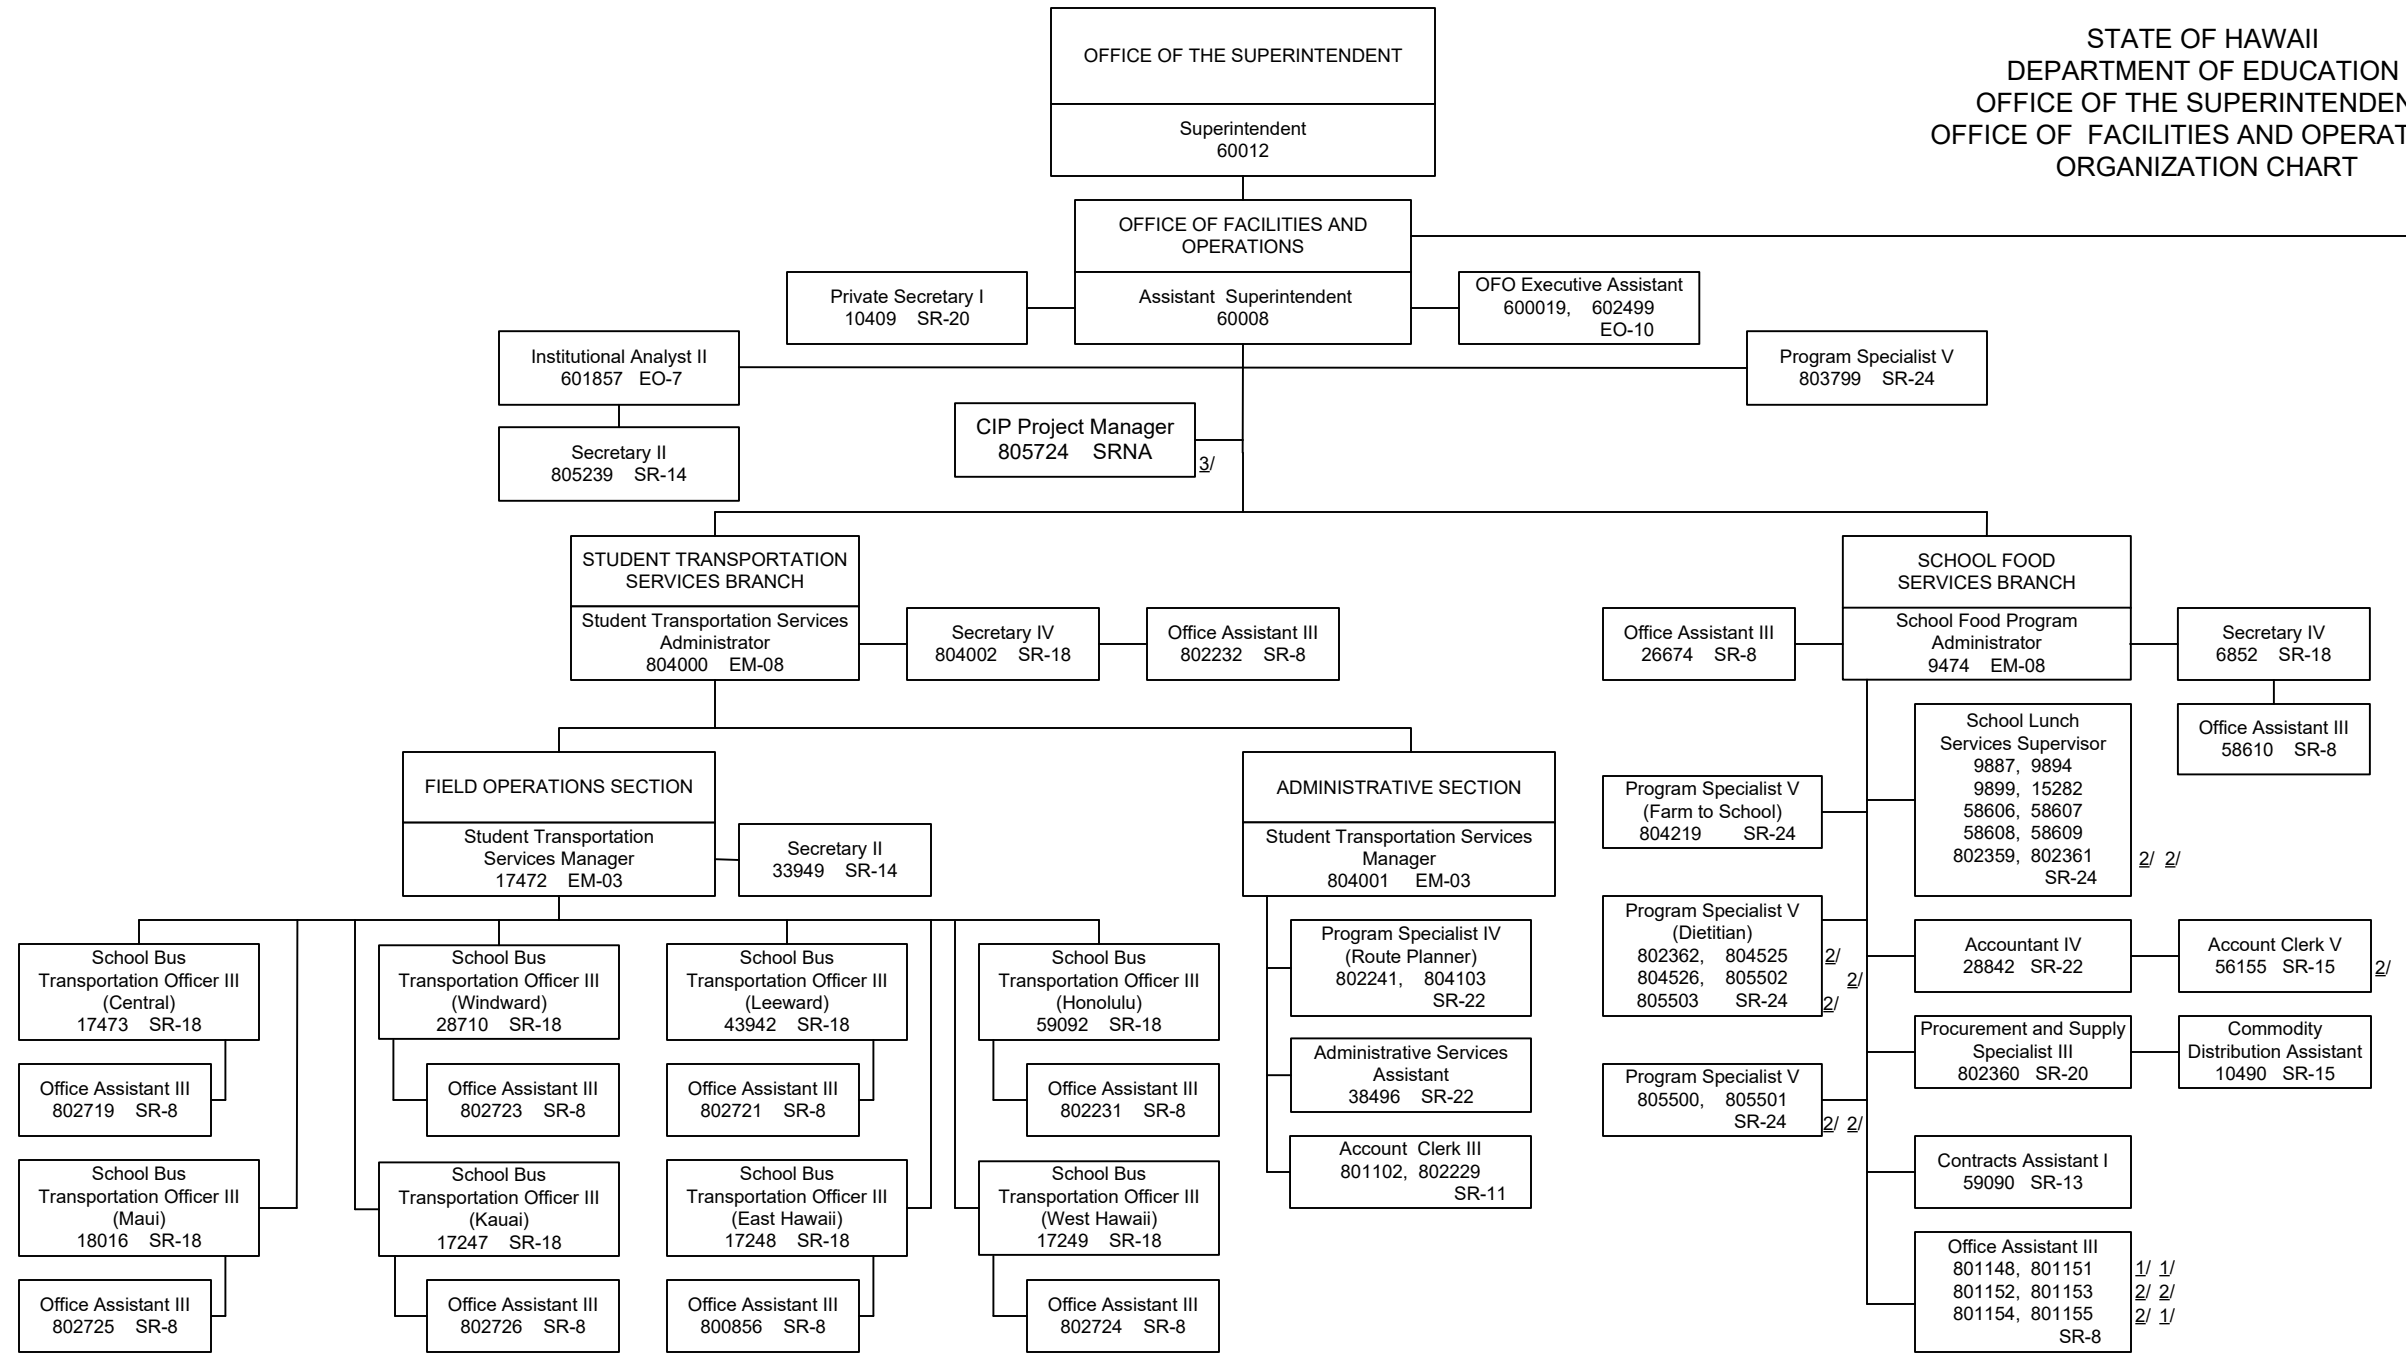 STATE OF HAWAII
DEPARTMENT OF EDUCATION
OFFICE OF THE SUPERINTENDEN
OFFICE OF FACILITIES AND OPERAT
ORGANIZATION CHART
OFFICE OF THE SUPERINTENDENT
Superintendent
60012
OFFICE OF FACILITIES AND
OPERATIONS
Assistant Superintendent
60008
Private Secretary I
10409 SR-20
OFO Executive Assistant
600019, 602499
EO-10
Institutional Analyst II
601857 EO-7
Program Specialist V
803799 SR-24
Secretary II
805239 SR-14
CIP Project Manager
805724 SRNA
3/
STUDENT TRANSPORTATION
SERVICES BRANCH
Student Transportation Services
Administrator
804000 EM-08
Secretary IV
804002 SR-18
Office Assistant III
802232 SR-8
FIELD OPERATIONS SECTION
Student Transportation
Services Manager
17472 EM-03
Secretary II
33949 SR-14
School Bus
Transportation Officer III
(Central)
17473 SR-18
Office Assistant III
802719 SR-8
School Bus
Transportation Officer III
(Windward)
28710 SR-18
Office Assistant III
802723 SR-8
School Bus
Transportation Officer III
(Leeward)
43942 SR-18
Office Assistant III
802721 SR-8
School Bus
Transportation Officer III
(Honolulu)
59092 SR-18
Office Assistant III
802231 SR-8
School Bus
Transportation Officer III
(Maui)
18016 SR-18
Office Assistant III
802725 SR-8
School Bus
Transportation Officer III
(Kauai)
17247 SR-18
Office Assistant III
802726 SR-8
School Bus
Transportation Officer III
(East Hawaii)
17248 SR-18
Office Assistant III
800856 SR-8
School Bus
Transportation Officer III
(West Hawaii)
17249 SR-18
Office Assistant III
802724 SR-8
ADMINISTRATIVE SECTION
Student Transportation Services
Manager
804001 EM-03
Program Specialist IV
(Route Planner)
802241, 804103
SR-22
Administrative Services
Assistant
38496 SR-22
Account Clerk III
801102, 802229
SR-11
SCHOOL FOOD
SERVICES BRANCH
School Food Program
Administrator
9474 EM-08
Office Assistant III
26674 SR-8
Secretary IV
6852 SR-18
Office Assistant III
58610 SR-8
Program Specialist V
(Farm to School)
804219 SR-24
Program Specialist V
(Dietitian)
802362, 804525 2/
804526, 805502 2/
805503 SR-24 2/
Program Specialist V
805500, 805501
SR-24 2/ 2/
School Lunch
Services Supervisor
9887, 9894
9899, 15282
58606, 58607
58608, 58609
802359, 802361 2/ 2/
SR-24
Accountant IV
28842 SR-22
Account Clerk V
56155 SR-15 2/
Procurement and Supply
Specialist III
802360 SR-20
Commodity
Distribution Assistant
10490 SR-15
Contracts Assistant I
59090 SR-13
Office Assistant III
801148, 801151 1/ 1/
801152, 801153 2/ 2/
801154, 801155 2/ 1/
SR-8